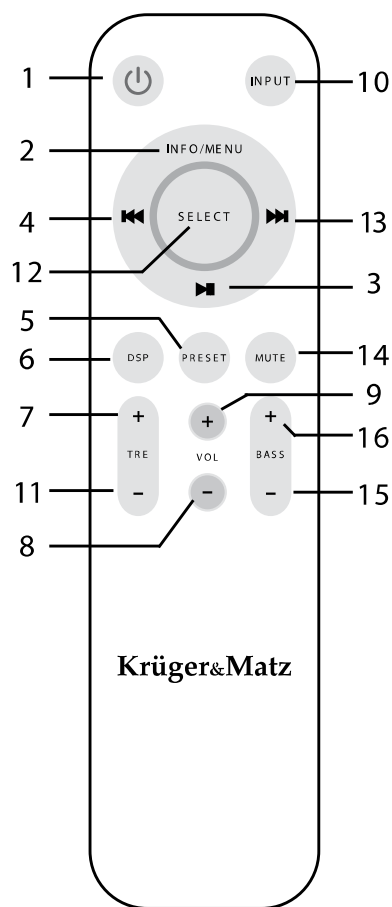 1
INPUT
10
INFO/MENU
2
4
SELECT
13
12
3
5
6
DSP
PRESET
MUTE
14
9
7
+
+
+
16
TRE
VOL
BASS
11
-
-
-
15
8
Krüger&Matz